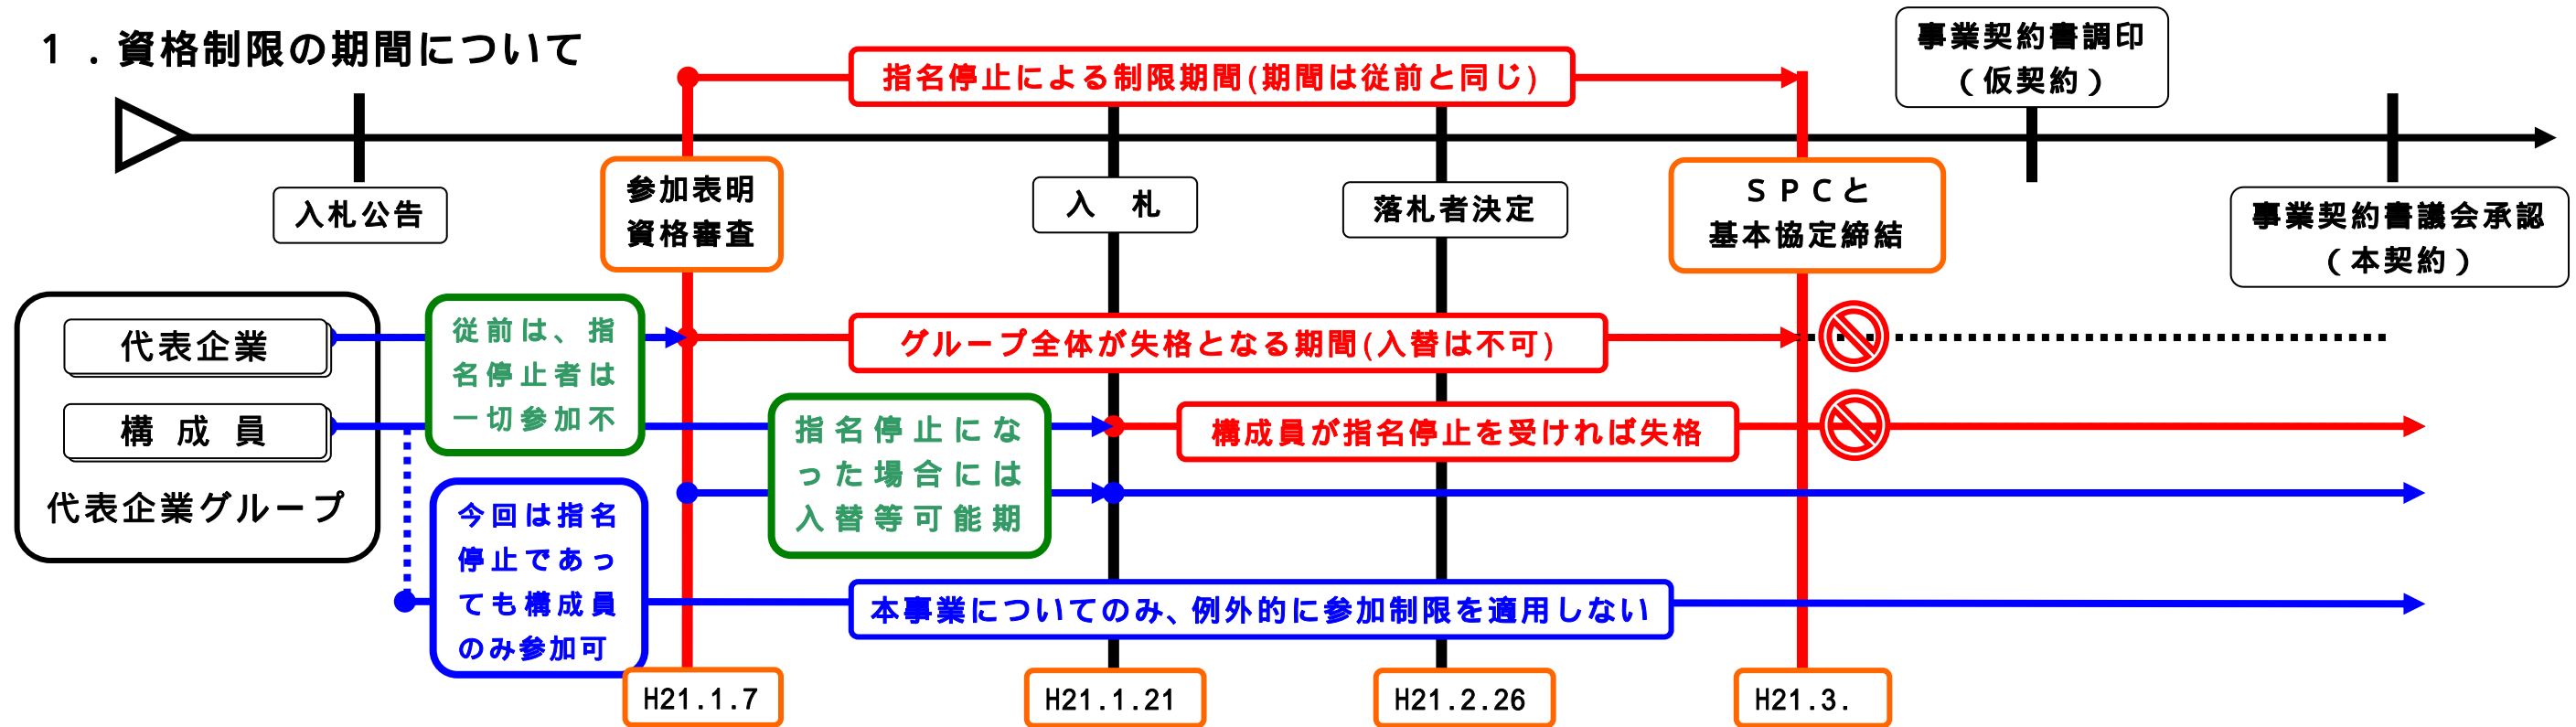 １．資格制限の期間について
指名停止による制限期間(期間は従前と同じ)
事業契約書調印
（仮契約）
入札公告
参加表明
資格審査
入　札
落札者決定
ＳＰＣと
基本協定締結
事業契約書議会承認
（本契約）
代表企業
構 成 員
代表企業グループ
従前は、指
名停止者は
一切参加不
グループ全体が失格となる期間(入替は不可)
指名停止にな
った場合には
入替等可能期
構成員が指名停止を受ければ失格
今回は指名
停止であっ
ても構成員
のみ参加可
本事業についてのみ、例外的に参加制限を適用しない
H21.1.7
H21.1.21
H21.2.26
H21.3.